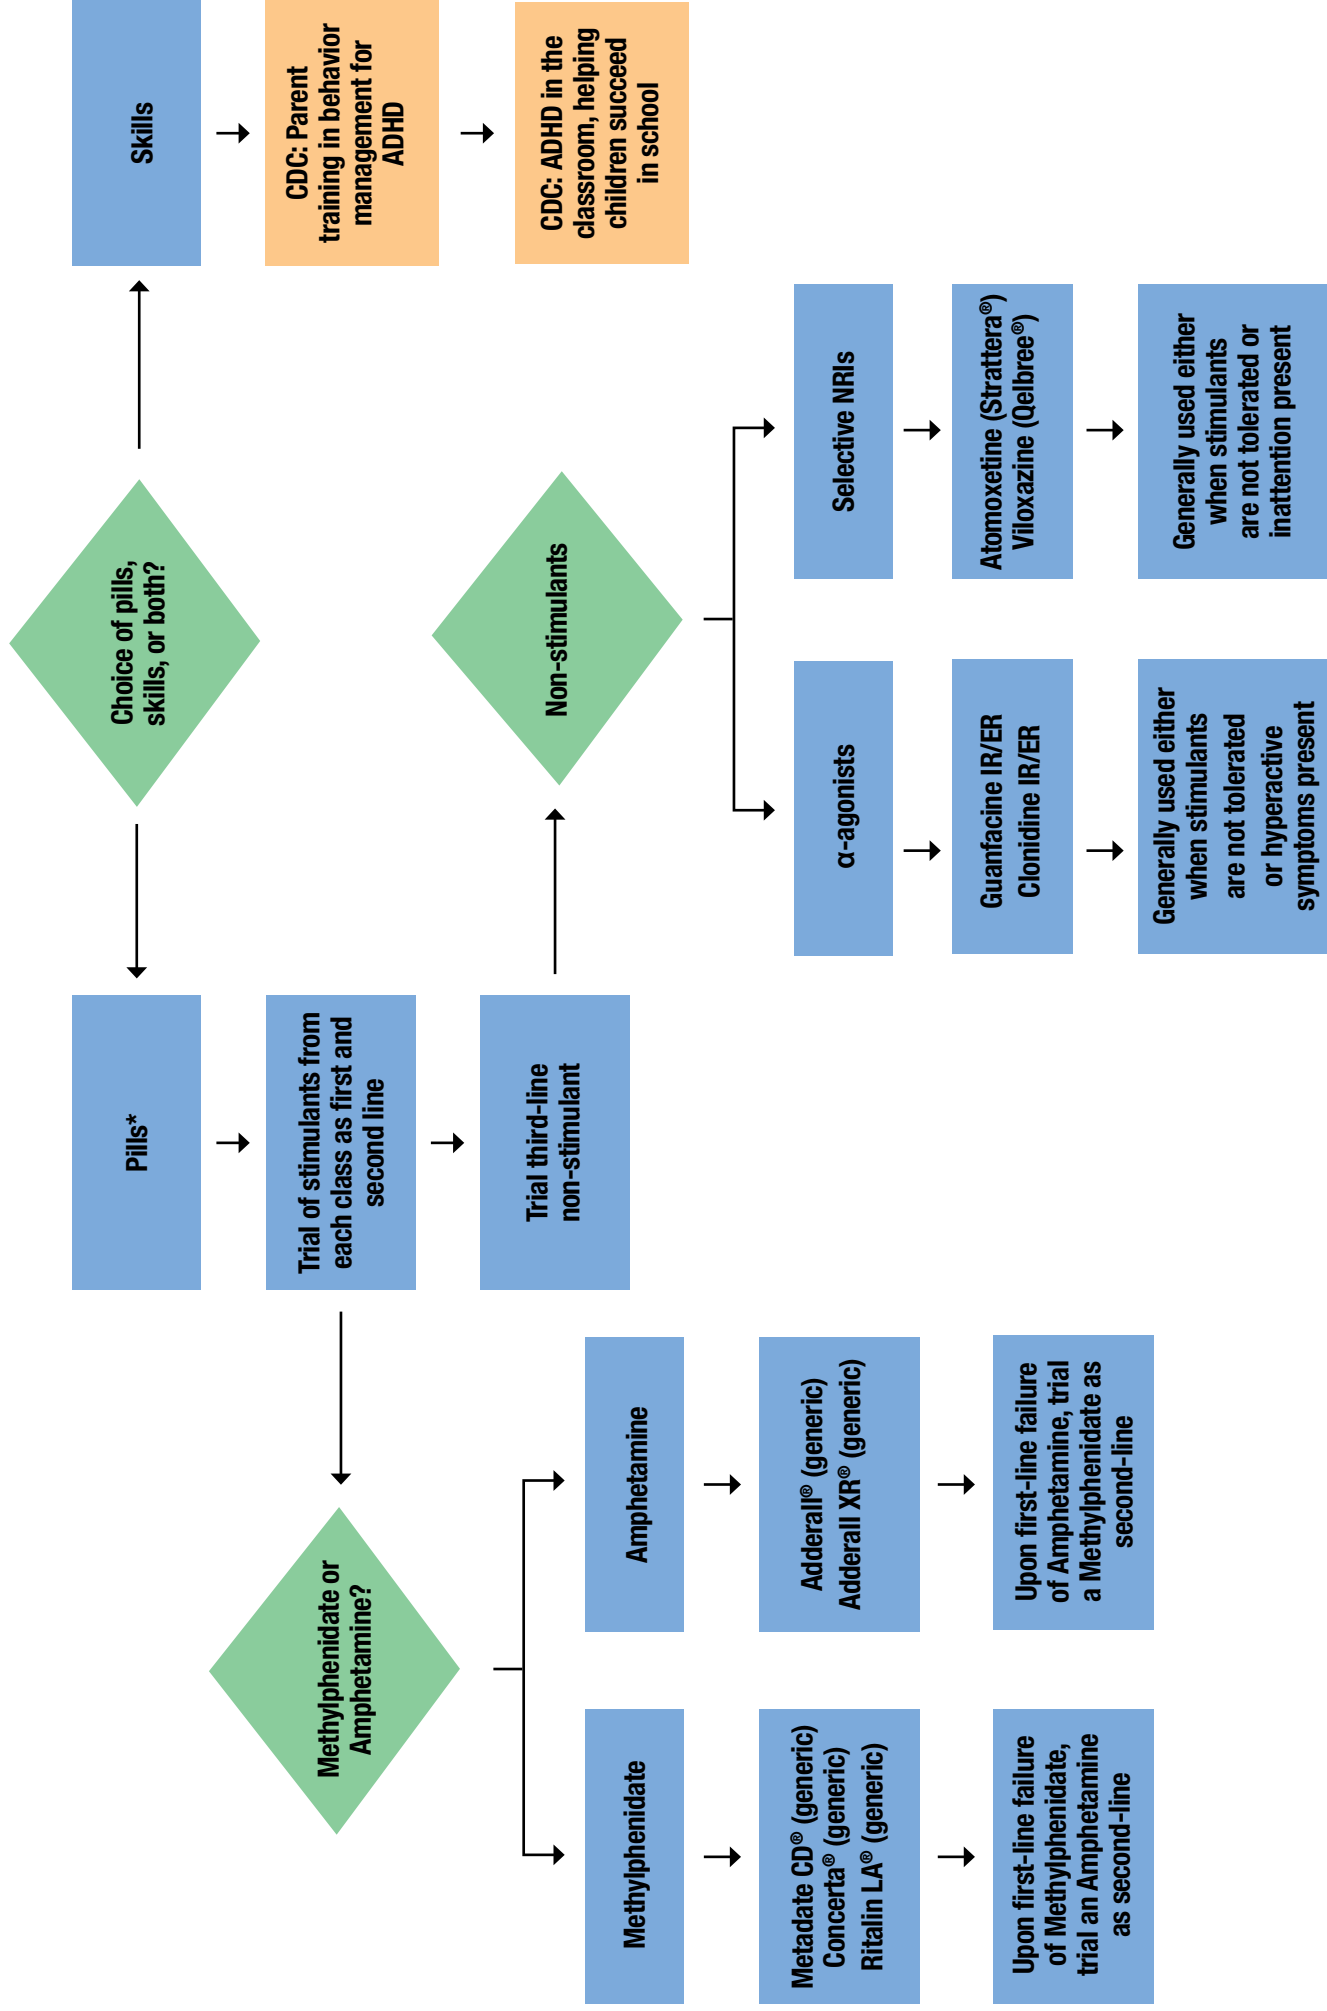 Choice of pills,
skills, or both?
Pills*
Trial of stimulants from
each class as first and
second line
Trial third-line
non-stimulant
Methylphenidate or
Amphetamine?
Methylphenidate
Metadate CD® (generic)
Concerta® (generic)
Ritalin LA® (generic)
Upon first-line failure
of Methylphenidate,
trial an Amphetamine
as second-line
Amphetamine
Adderall® (generic)
Adderall XR® (generic)
Upon first-line failure
of Amphetamine, trial
a Methylphenidate as
second-line
Non-stimulants
α-agonists
Guanfacine IR/ER
Clonidine IR/ER
Generally used either
when stimulants
are not tolerated
or hyperactive
symptoms present
Selective NRIs
Atomoxetine (Strattera®)
Viloxazine (Qelbree®)
Generally used either
when stimulants
are not tolerated or
inattention present
Skills
CDC: Parent
training in behavior
management for
ADHD
CDC: ADHD in the
classroom, helping
children succeed
in school